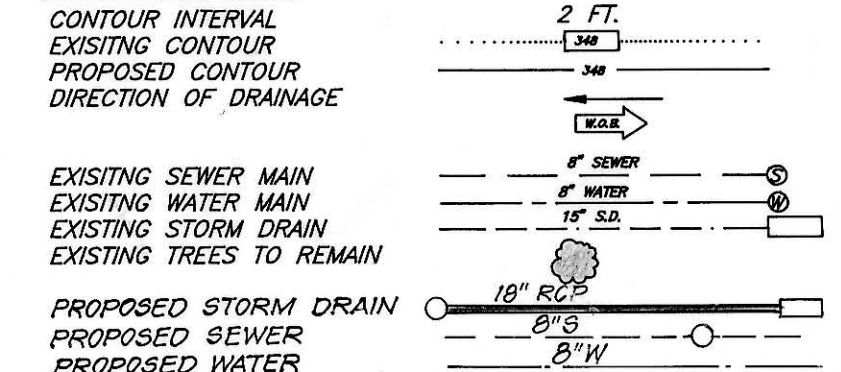 CONTOUR INTERVAL 2 FT.
EXISITNG CONTOUR 348
PROPOSED CONTOUR 348
DIRECTION OF DRAINAGE
W.O.B.
EXISITNG SEWER MAIN 8" SEWER S
EXISITNG WATER MAIN 8" WATER W
EXISTING STORM DRAIN 15" S.D.
EXISTING TREES TO REMAIN
PROPOSED STORM DRAIN 18" RCP
PROPOSED SEWER 8"S
PROPOSED WATER 8"W